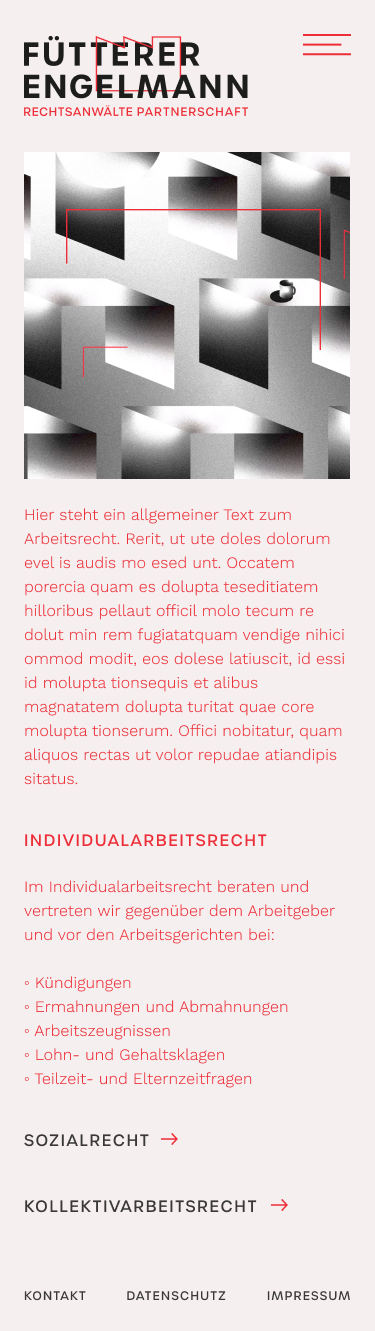 FÜTTERER
ENGELMANN
RECHTSANWÄLTE PARTNERSCHAFT
Hier steht ein allgemeiner Text zum
Arbeitsrecht. Rerit, ut ute doles dolorum
evel is audis mo esed unt. Occatem
porercia quam es dolupta teseditiatem
hilloribus pellaut officil molo tecum re
dolut min rem fugiatatquam vendige nihici
ommod modit, eos dolese latiuscit, id essi
id molupta tionsequis et alibus
magnatatem dolupta turitat quae core
molupta tionserum. Offici nobitatur, quam
aliquos rectas ut volor repudae atiandipis
sitatus.
INDIVIDUALARBEITSRECHT
Im Individualarbeitsrecht beraten und
vertreten wir gegenüber dem Arbeitgeber
und vor den Arbeitsgerichten bei:
◦ Kündigungen
◦ Ermahnungen und Abmahnungen
◦ Arbeitszeugnissen
◦ Lohn- und Gehaltsklagen
◦ Teilzeit- und Elternzeitfragen
SOZIALRECHT →
KOLLEKTIVARBEITSRECHT →
KONTAKT DATENSCHUTZ IMPRESSUM